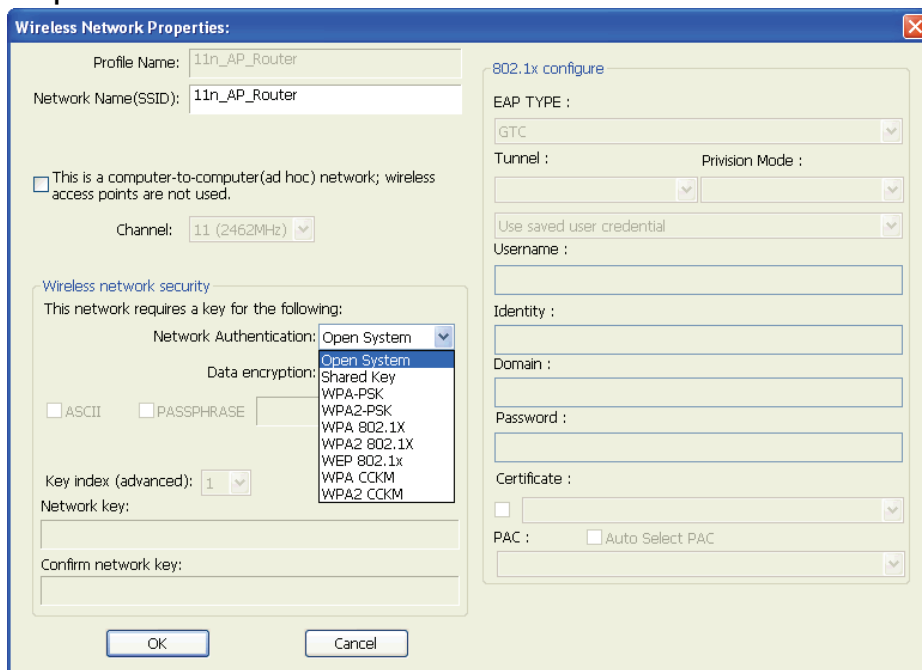 Wireless Network Properties:
Profile Name: 11n_AP_Router
Network Name(SSID): 11n_AP_Router
This is a computer-to-computer(ad hoc) network; wireless
access points are not used.
Channel: 11 (2462MHz)
Wireless network security
This network requires a key for the following:
Network Authentication: Open System
Open System
Shared Key
WPA-PSK
WPA2-PSK
WPA 802.1X
WPA2 802.1X
WEP 802.1x
WPA CCKM
WPA2 CCKM
Data encryption:
ASCII PASSPHRASE
Key index (advanced): 1
Network key:
Confirm network key:
OK Cancel
802.1x configure
EAP TYPE :
GTC
Tunnel : Privision Mode :
Use saved user credential
Username :
Identity :
Domain :
Password :
Certificate :
PAC : Auto Select PAC